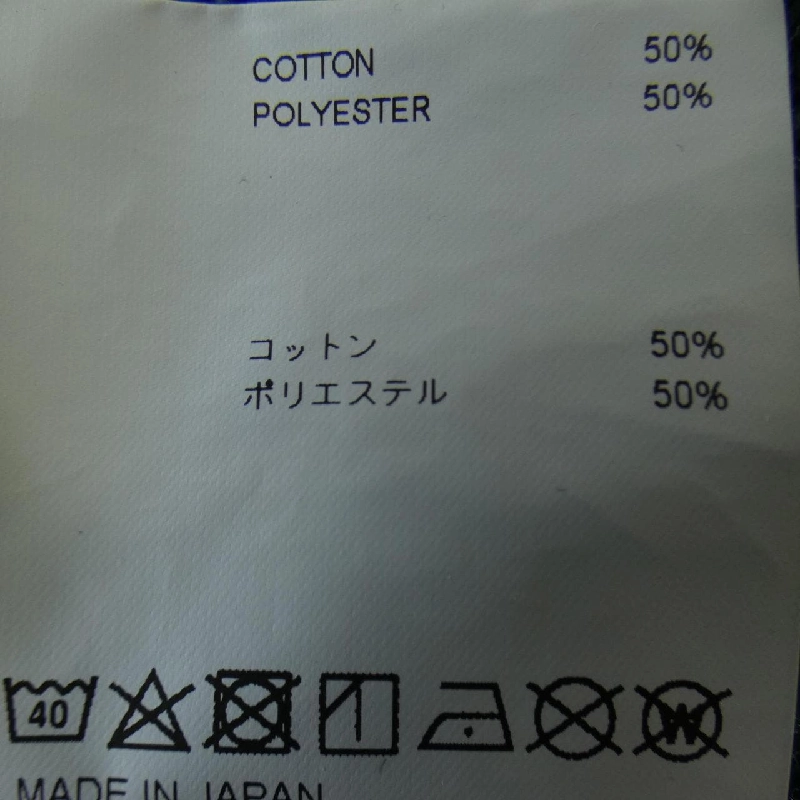 COTTON 50%
POLYESTER 50%
コットン 50%
ポリエステル 50%
40 W
MADE IN JAPAN